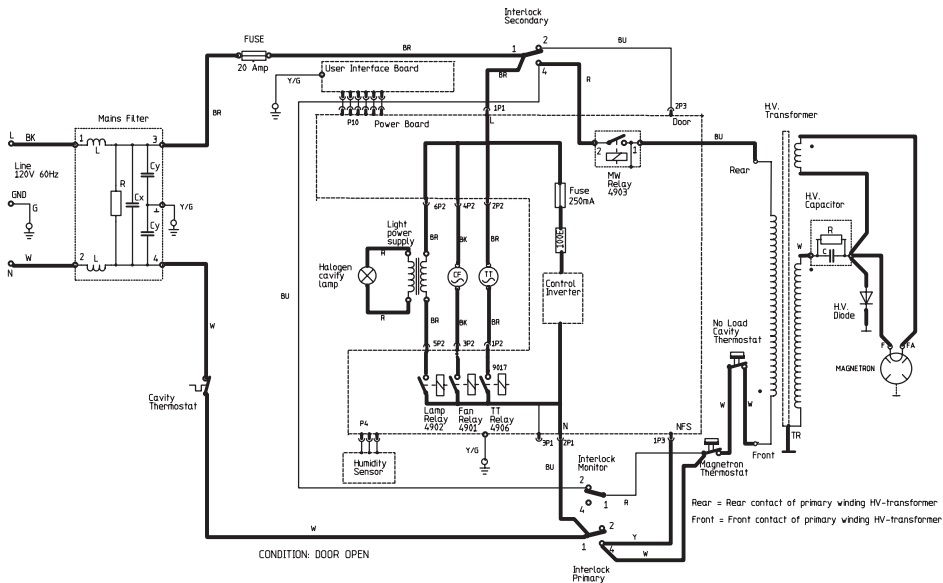 Interlock
Secondary
FUSE
20 Amp
BR
1
2
4
BU
BR
R
User Interface Board
Y/G
P10
Power Board
1P1
L
2P3
Door
H.V.
Transformer
Mains Filter
L
BK
1
L
3
BR
Line
120V 60Hz
GND
G
R
Cx
Cy
Cy
Y/G
W
N
2
L
4
2
1
MW
Relay
4903
BU
Rear
Fuse
250mA
100E
Control
Inverter
H.V.
Capacitor
R
C
W
H.V.
Diode
F
FA
MAGNETRON
6P2
4P2
2P2
Light
power
supply
BR
BK
BR
R
Halogen
cavity
lamp
R
CF
TT
BR
BK
BR
5P2
3P2
1P2
BU
W
Cavity
Thermostat
9017
Lamp
Relay
4902
Fan
Relay
4901
TT
Relay
4906
No Load
Cavity
Thermostat
W
W
TR
Front
P4
Humidity
Sensor
Y/G
N
3P1
2P1
BU
NFS
1P3
Magnetron
Thermostat
Interlock
Monitor
2
1
4
R
Rear = Rear contact of primary winding HV-transformer
Front = Front contact of primary winding HV-transformer
W
2
1
4
Y
W
CONDITION: DOOR OPEN
Interlock
Primary